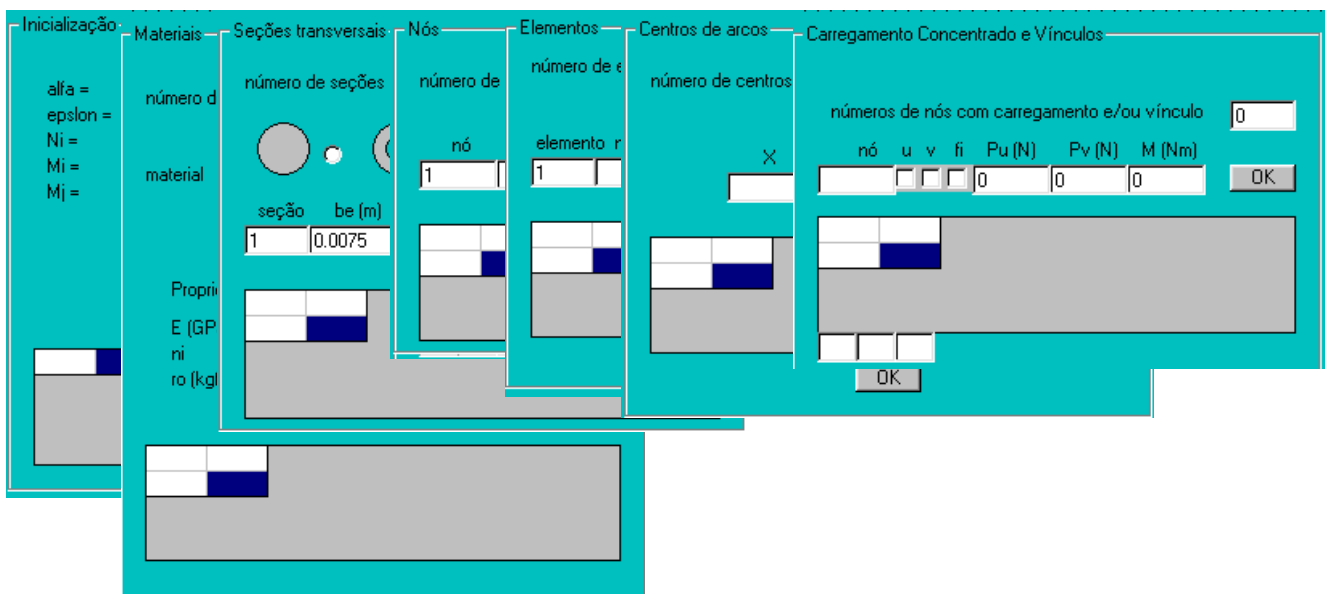 Inicialização
alfa =
epslon =
Ni =
Mi =
Mj =
Materiais
número d
material
Propri
E (GP
ni
ro (kgf
Seções transversais
número de seções
seção be (m)
1 0.0075
Nós
número de
nó
1
Elementos
número de e
elemento n
1
Centros de arcos
número de centros
X
OK
Carregamento Concentrado e Vínculos
números de nós com carregamento e/ou vínculo 0
nó u v fi Pu (N) Pv (N) M (Nm)
0 0 0 OK